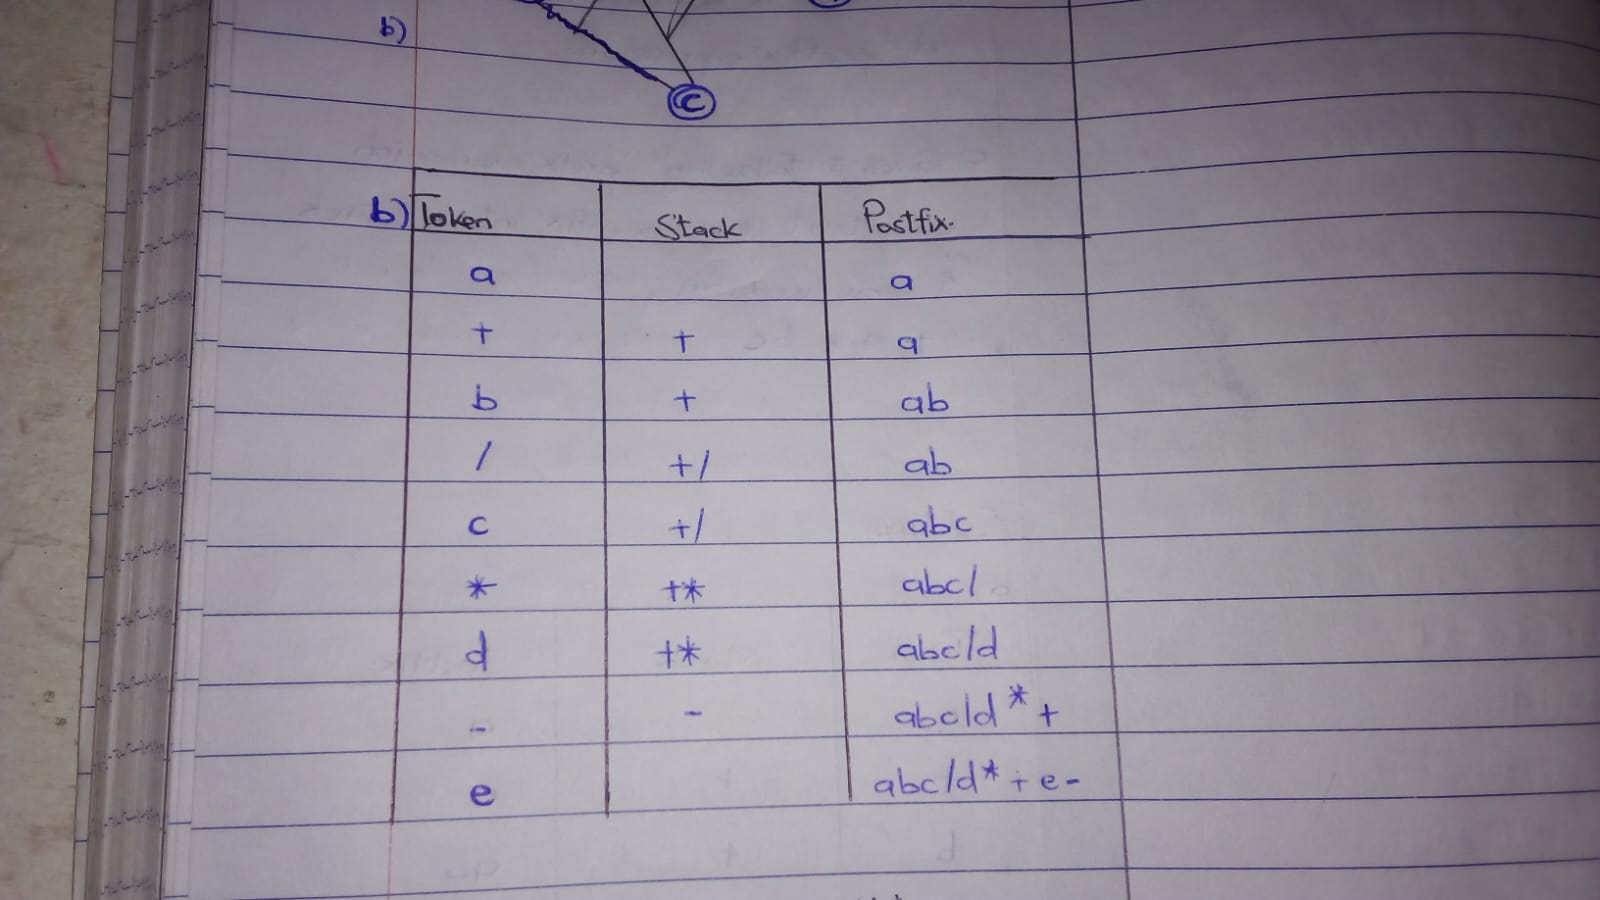 b)
C
b) Token Stack Postfix.
a a
+ + a
b + ab
/ +/ ab
c +/ abc
* +* abc/
d +* abc/d
- - abc/d*+
e abc/d*+e-